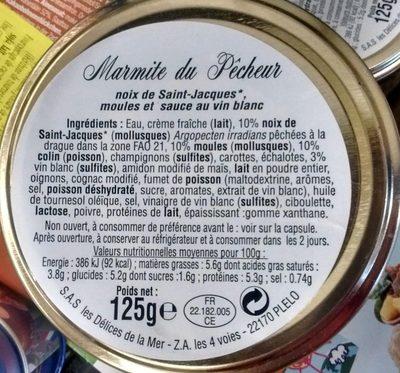 Marmite du Pêcheur
noix de Saint-Jacques*,
moules et sauce au vin blanc
Ingrédients : Eau, crème fraîche (lait), 10% noix de
Saint-Jacques* (mollusques) Argopecten irradians pêchées à la
drague dans la zone FAO 21, 10% moules (mollusques), 10%
colin (poisson), champignons (sulfites), carottes, échalotes, 3%
vin blanc (sulfites), amidon modifié de maïs, lait en poudre entier,
oignons, cognac modifié, fumet de poisson (maltodextrine, arômes,
sel, poisson déshydraté, sucre, aromates, extrait de vin blanc), huile
de tournesol oléïque, sel, vinaigre de vin blanc (sulfites), ciboulette,
lactose, poivre, protéines de lait, épaississant :gomme xanthane.
Non ouvert, à consommer de préférence avant le : voir sur la capsule.
Après ouverture, à conserver au réfrigérateur et à consommer dans les 2 jours.
Valeurs nutritionnelles moyennes pour 100g :
Energie : 386 kJ (92 kcal) ; matières grasses : 5.6g dont acides gras saturés :
3.8g ; glucides : 5.2g dont sucres :1.6g ; protéines : 5.3g ; sel : 0.74g
Poids net :
125g e
FR
22.182.005
CE
S.A.S. les Délices de la Mer - Z.A. les 4 voies - 22170 PLELO
125g
S.A.S. les Délices